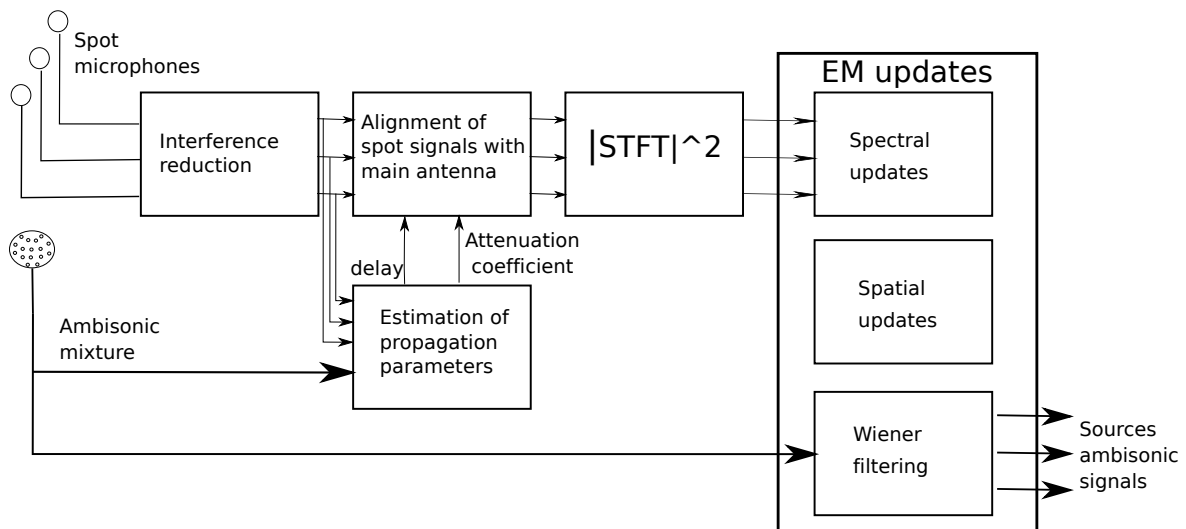 Spot
microphones
Interference
reduction
Alignment of
spot signals with
main antenna
|STFT|^2
EM updates
Spectral
updates
delay
Attenuation
coefficient
Estimation of
propagation
parameters
Ambisonic
mixture
Spatial
updates
Wiener
filtering
Sources
ambisonic
signals